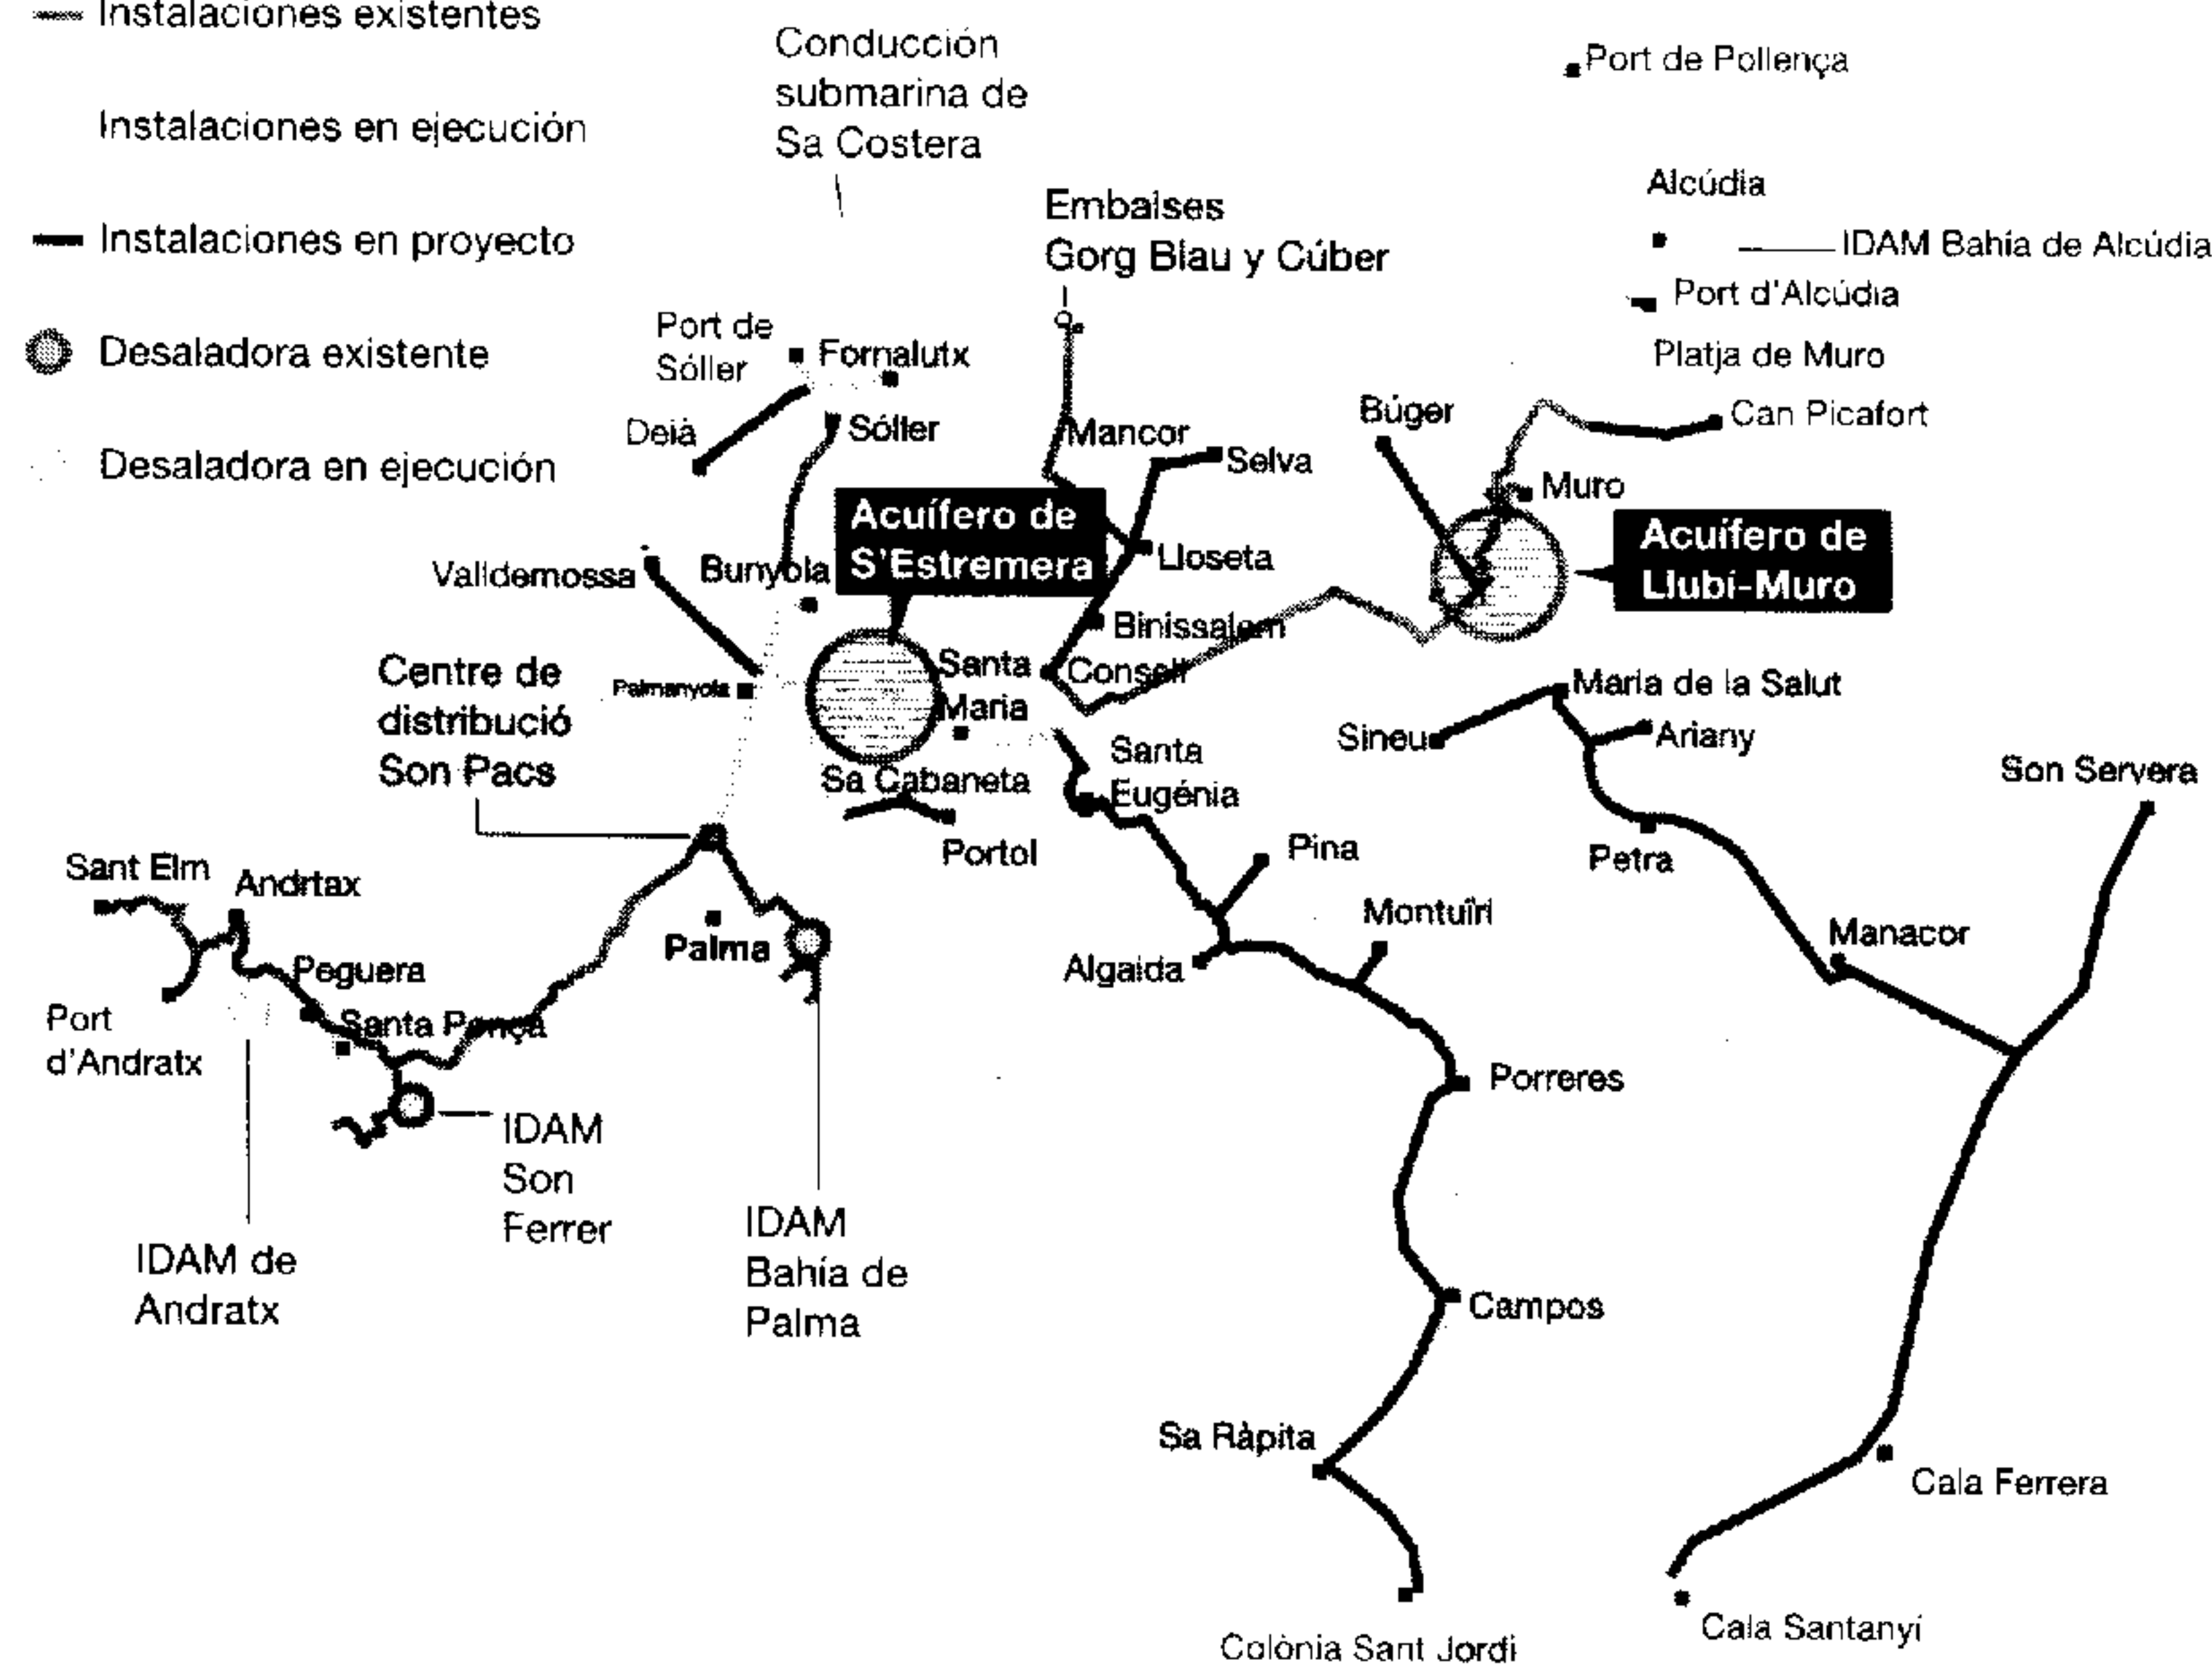 Instalaciones existentes
Instalaciones en ejecución
Instalaciones en proyecto
Desaladora existente
Desaladora en ejecución
Conducción
submarina de
Sa Costera
Embalses
Gorg Blau y Cúber
Port de Pollença
Alcúdia
IDAM Bahía de Alcúdia
Port d'Alcúdia
Platja de Muro
Can Picafort
Port de
Sóller
Fornalutx
Deià
Sóller
Mancor
Selva
Búger
Muro
Acuífero de
S'Estremera
Acuífero de
Llubí-Muro
Valldemossa
Bunyola
Lloseta
Binissalem
Consell
Santa
Maria
Palmanyola
Centre de
distribució
Son Pacs
Sa Cabaneta
Portol
Santa
Eugénia
Maria de la Salut
Sineu
Ariany
Petra
Son Servera
Sant Elm
Andrtax
Peguera
Santa Ponça
Port
d'Andratx
Palma
Pina
Montuïri
Algaida
Manacor
Porreres
IDAM
Son
Ferrer
IDAM de
Andratx
IDAM
Bahía de
Palma
Campos
Sa Ràpita
Cala Ferrera
Colònia Sant Jordi
Cala Santanyí